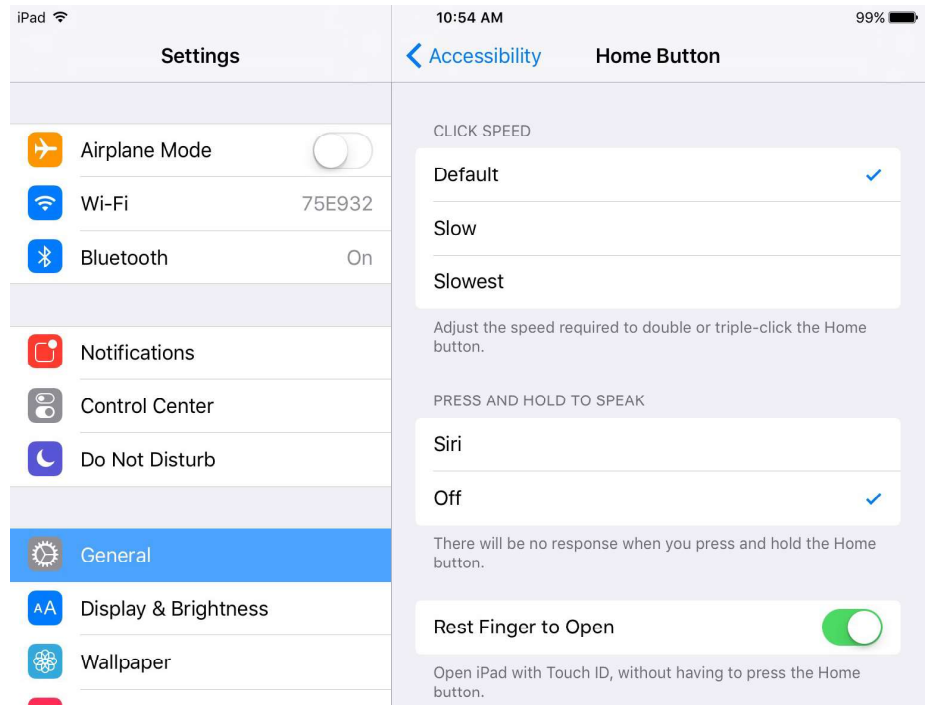 iPad
10:54 AM
99%
Settings
Accessibility
Home Button
Airplane Mode
Wi-Fi
75E932
Bluetooth
On
Notifications
Control Center
Do Not Disturb
General
AA
Display & Brightness
Wallpaper
CLICK SPEED
Default
Slow
Slowest
Adjust the speed required to double or triple-click the Home
button.
PRESS AND HOLD TO SPEAK
Siri
Off
There will be no response when you press and hold the Home
button.
Rest Finger to Open
Open iPad with Touch ID, without having to press the Home
button.